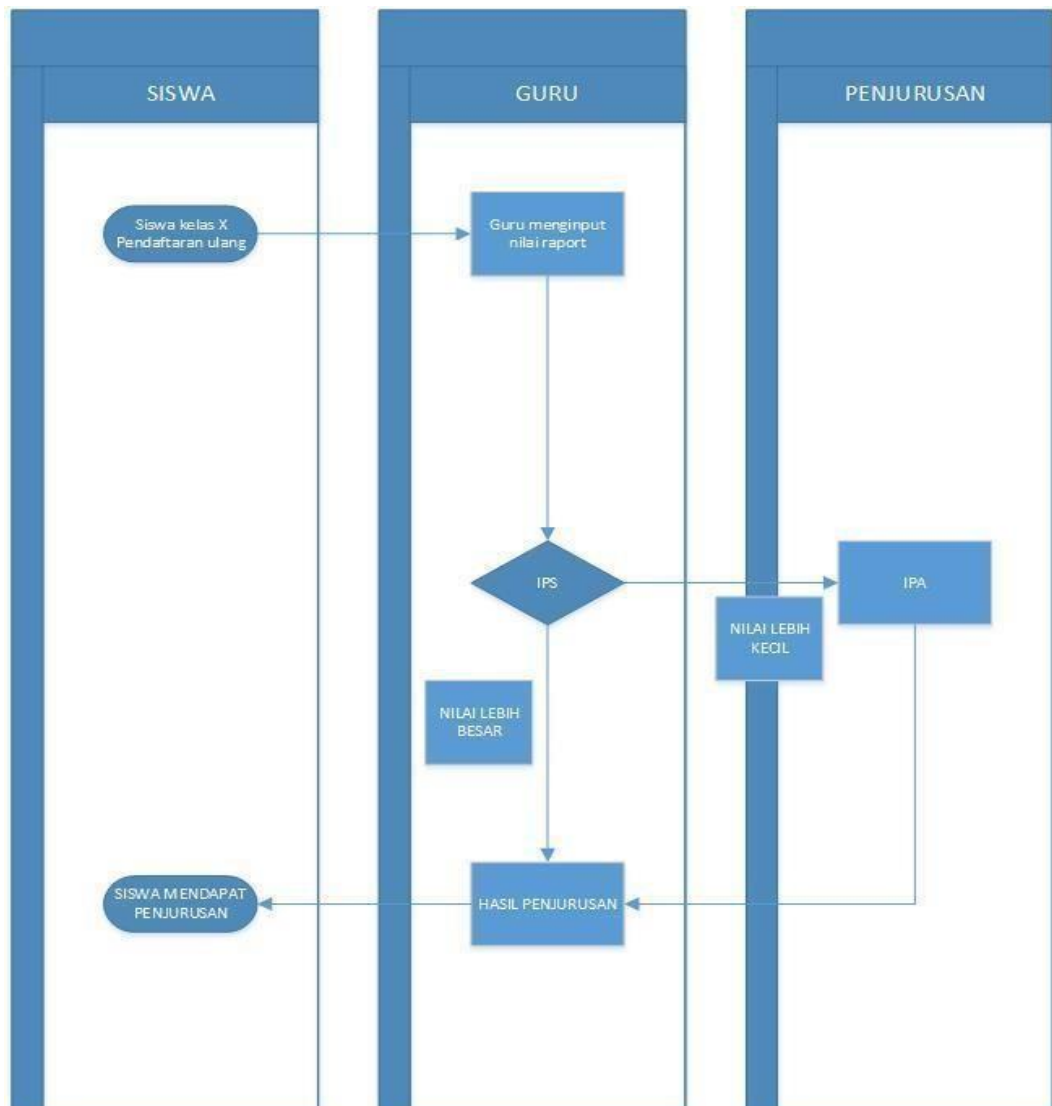 SISWA
GURU
PENJURUSAN
Siswa kelas X
Pendaftaran ulang
Guru menginput
nilai raport
IPS
IPA
NILAI LEBIH
KECIL
NILAI LEBIH
BESAR
SISWA MENDAPAT
PENJURUSAN
HASIL PENJURUSAN